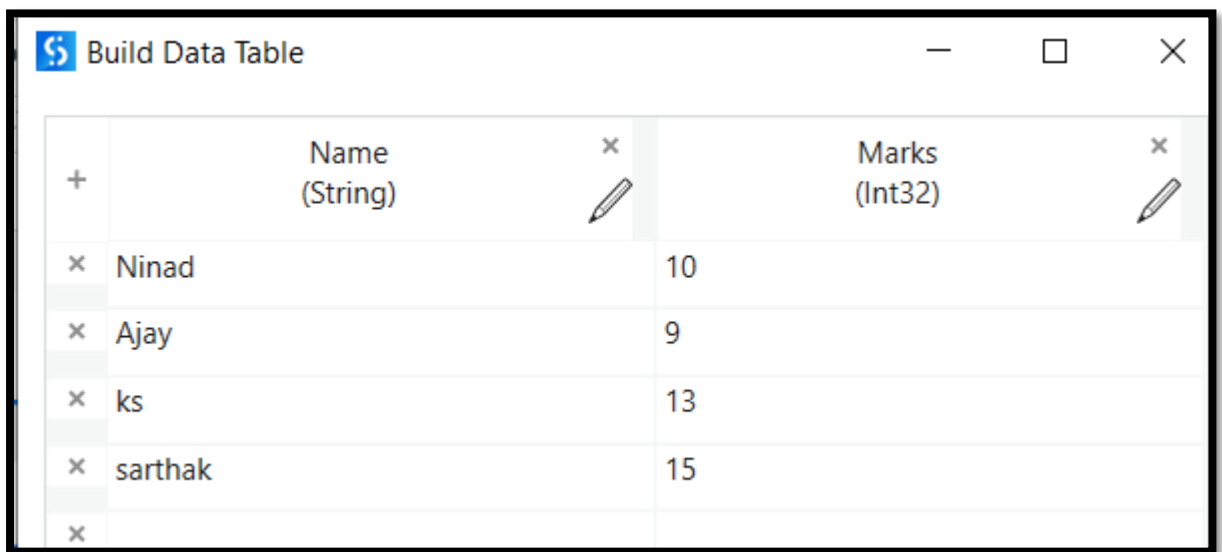 Build Data Table
Name
(String)
Marks
(Int32)
Ninad 10
Ajay 9
ks 13
sarthak 15